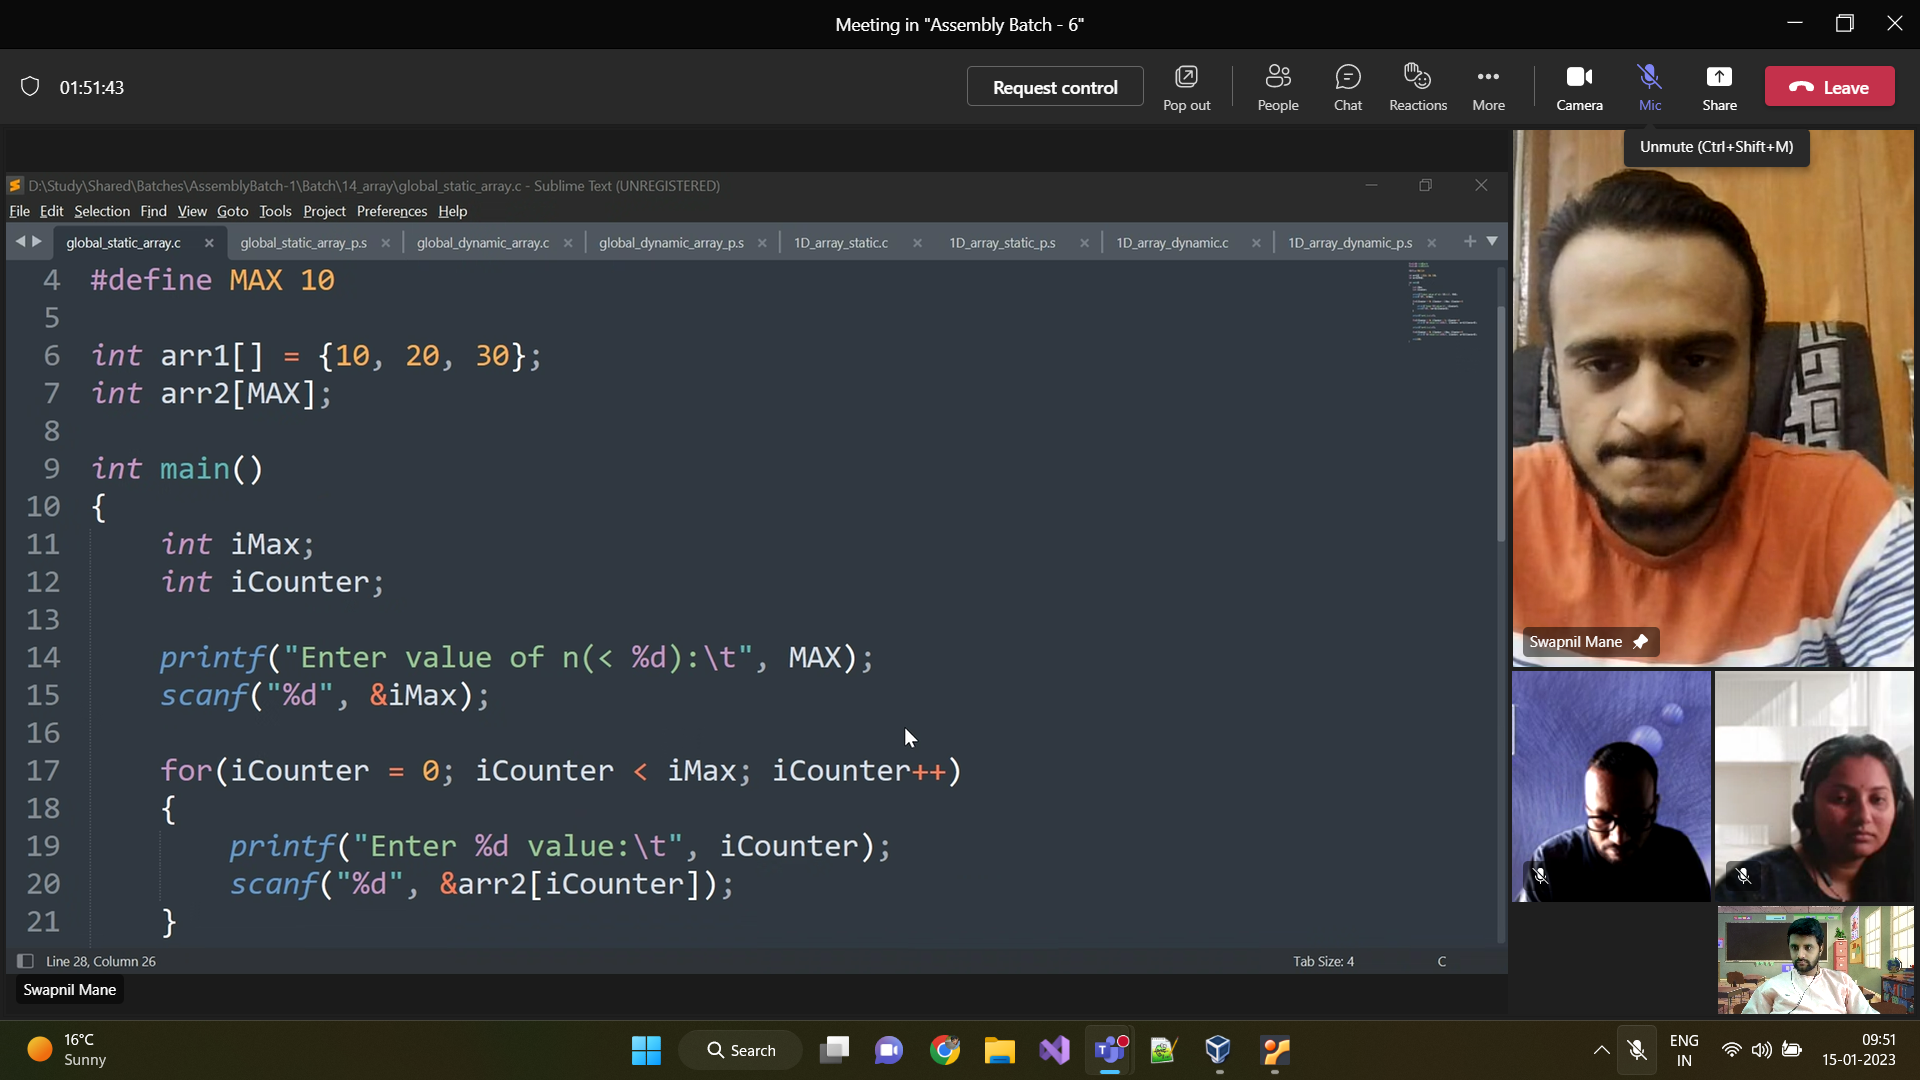 Meeting in "Assembly Batch - 6"
01:51:43
Request control
Pop out
People
Chat
Reactions
More
Camera
Mic
Share
Leave
Unmute (Ctrl+Shift+M)
D:\Study\Shared\Batches\AssemblyBatch-1\Batch\14_array\global_static_array.c - Sublime Text (UNREGISTERED)
File Edit Selection Find View Goto Tools Project Preferences Help
global_static_array.c
global_static_array_p.s
global_dynamic_array.c
global_dynamic_array_p.s
1D_array_static.c
1D_array_static_p.s
1D_array_dynamic.c
1D_array_dynamic_p.s
4 #define MAX 10
5
6 int arr1[] = {10, 20, 30};
7 int arr2[MAX];
8
9 int main()
10 {
11 int iMax;
12 int iCounter;
13
14 printf("Enter value of n(< %d):\t", MAX);
15 scanf("%d", &iMax);
16
17 for(iCounter = 0; iCounter < iMax; iCounter++)
18 {
19 printf("Enter %d value:\t", iCounter);
20 scanf("%d", &arr2[iCounter]);
21 }
Line 28, Column 26
Tab Size: 4
C
Swapnil Mane
Swapnil Mane
16°C
Sunny
Search
ENG
IN
09:51
15-01-2023